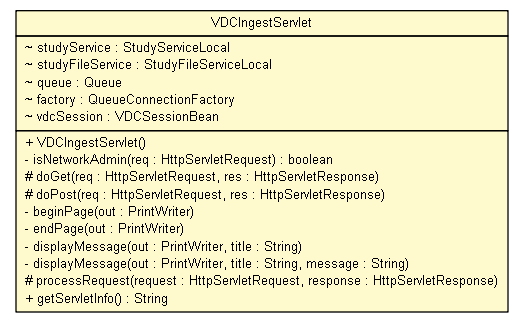 VDCIngestServlet
~ studyService : StudyServiceLocal
~ studyFileService : StudyFileServiceLocal
~ queue : Queue
~ factory : QueueConnectionFactory
~ vdcSession : VDCSessionBean
+ VDCIngestServlet()
- isNetworkAdmin(req : HttpServletRequest) : boolean
# doGet(req : HttpServletRequest, res : HttpServletResponse)
# doPost(req : HttpServletRequest, res : HttpServletResponse)
- beginPage(out : PrintWriter)
- endPage(out : PrintWriter)
- displayMessage(out : PrintWriter, title : String)
- displayMessage(out : PrintWriter, title : String, message : String)
# processRequest(request : HttpServletRequest, response : HttpServletResponse)
+ getServletInfo() : String